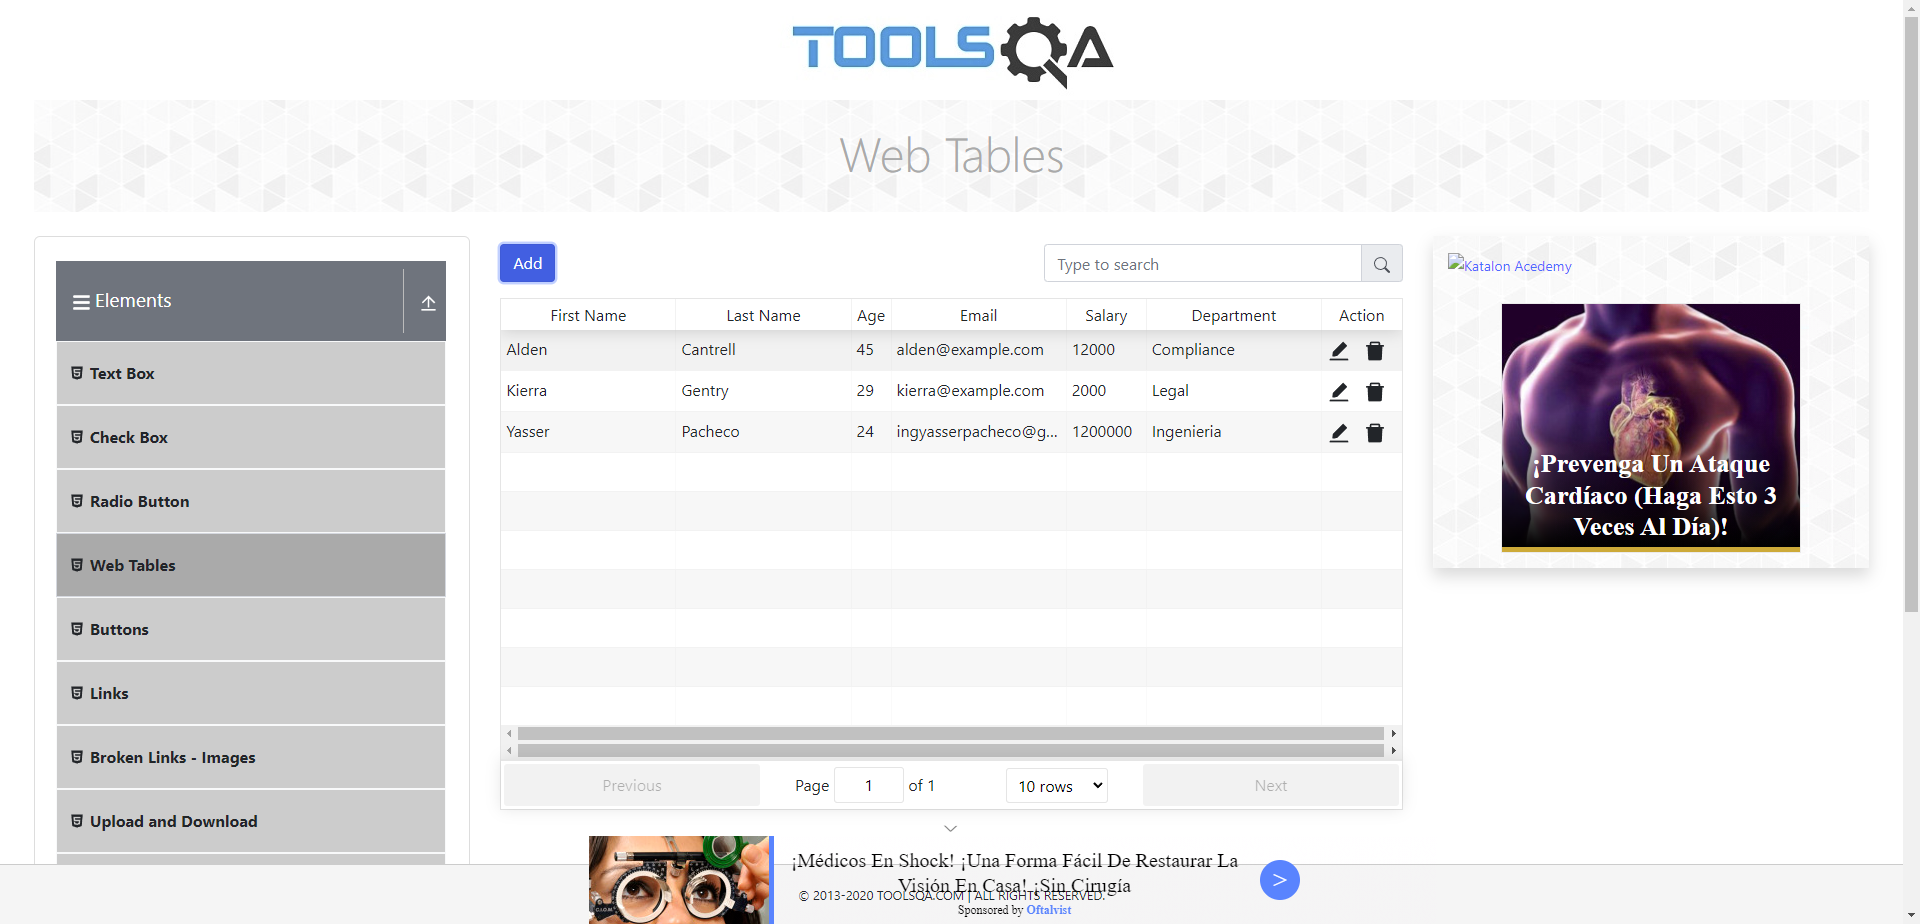 TOOLSQA
Web Tables
Elements
Text Box
Check Box
Radio Button
Web Tables
Buttons
Links
Broken Links - Images
Upload and Download
Add
Type to search
First Name Last Name Age Email Salary Department Action
Alden Cantrell 45 alden@example.com 12000 Compliance
Kierra Gentry 29 kierra@example.com 2000 Legal
Yasser Pacheco 24 ingyasserpacheco@g... 1200000 Ingenieria
Previous Page 1 of 1 10 rows Next
Katalon Acedemy
¡Prevenga Un Ataque
Cardíaco (Haga Esto 3
Veces Al Día)!
¡Médicos En Shock! ¡Una Forma Fácil De Restaurar La
Visión En Casa! ¡Sin Cirugía
>
© 2013-2020 TOOLSQA.COM | ALL RIGHTS RESERVED.
Sponsored by Oftalvist